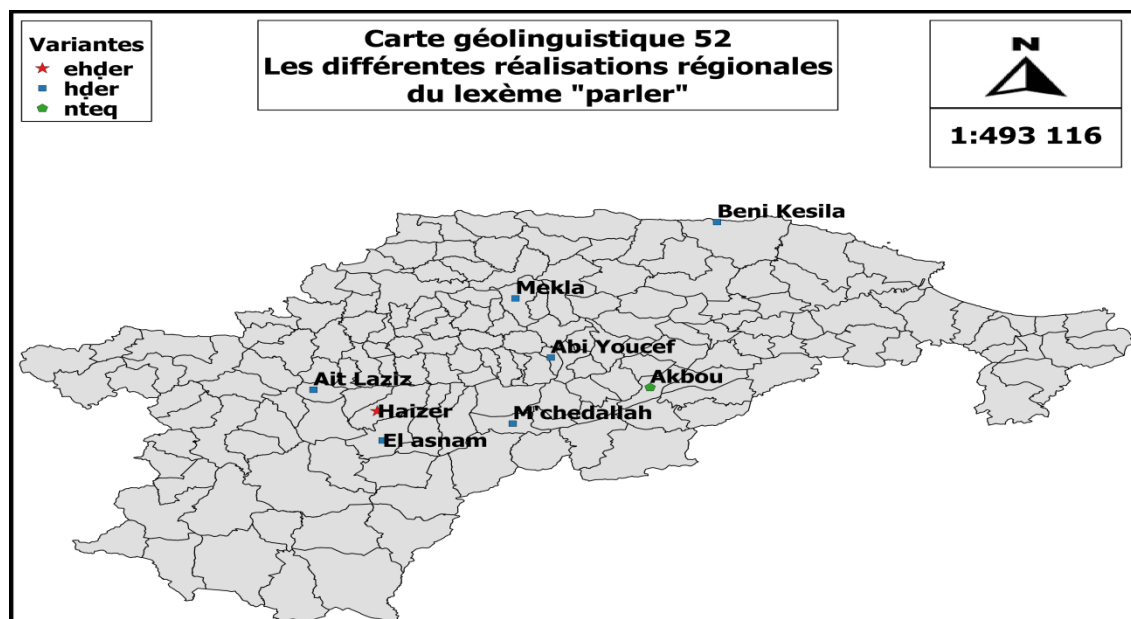 Variantes
ehḍer
hḍer
nteq
Carte géolinguistique 52
Les différentes réalisations régionales
du lexème "parler"
N
1:493 116
Beni Kesila
Mekla
Abi Youcef
Ait Laziz
Akbou
Haizer
M'chedallah
El asnam